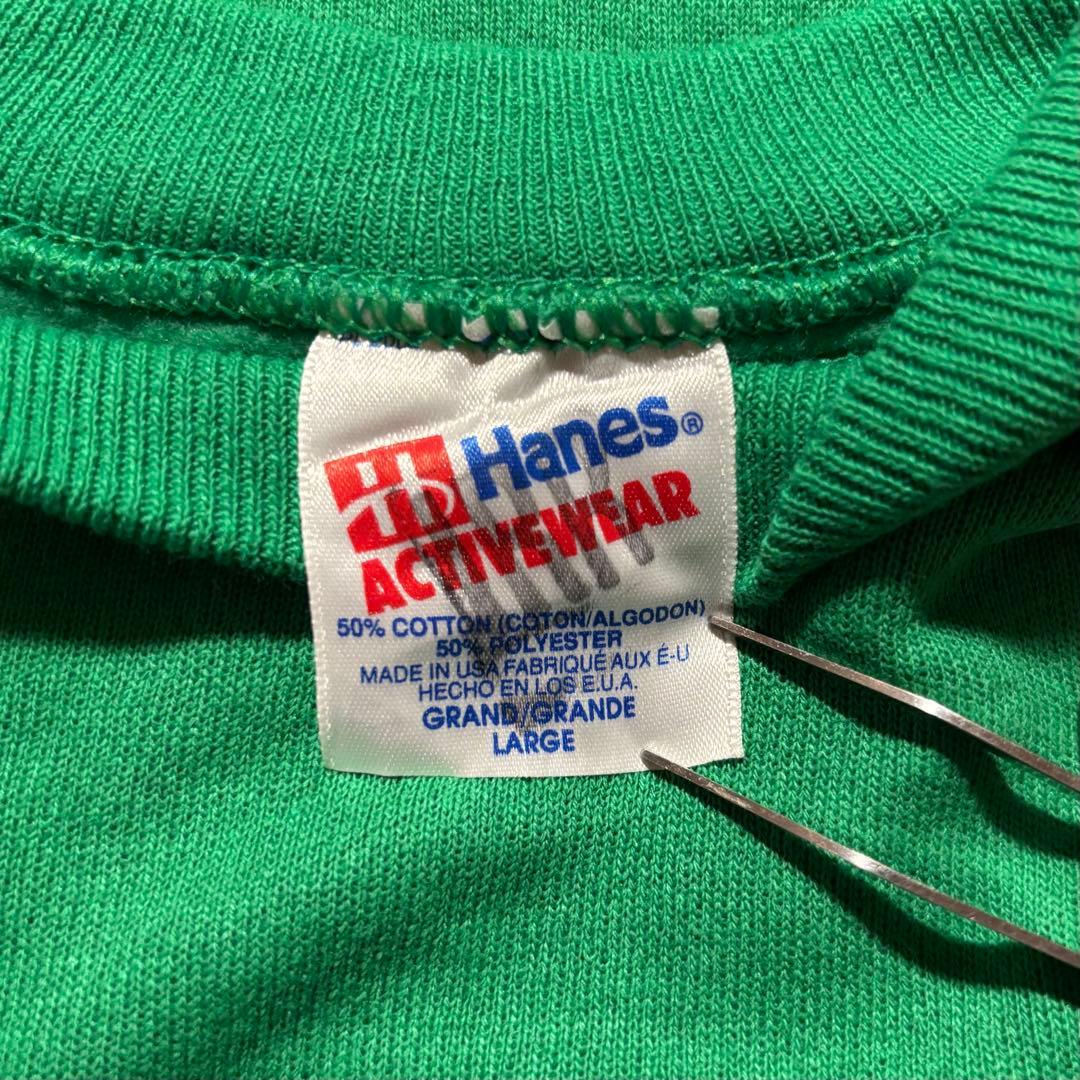 Hanes®
ACTIVEWEAR
50% COTTON (COTON/ALGODON)
50% POLYESTER
MADE IN USA FABRIQUÉ AUX É-U
HECHO EN LOS E.U.A.
GRAND/GRANDE
LARGE